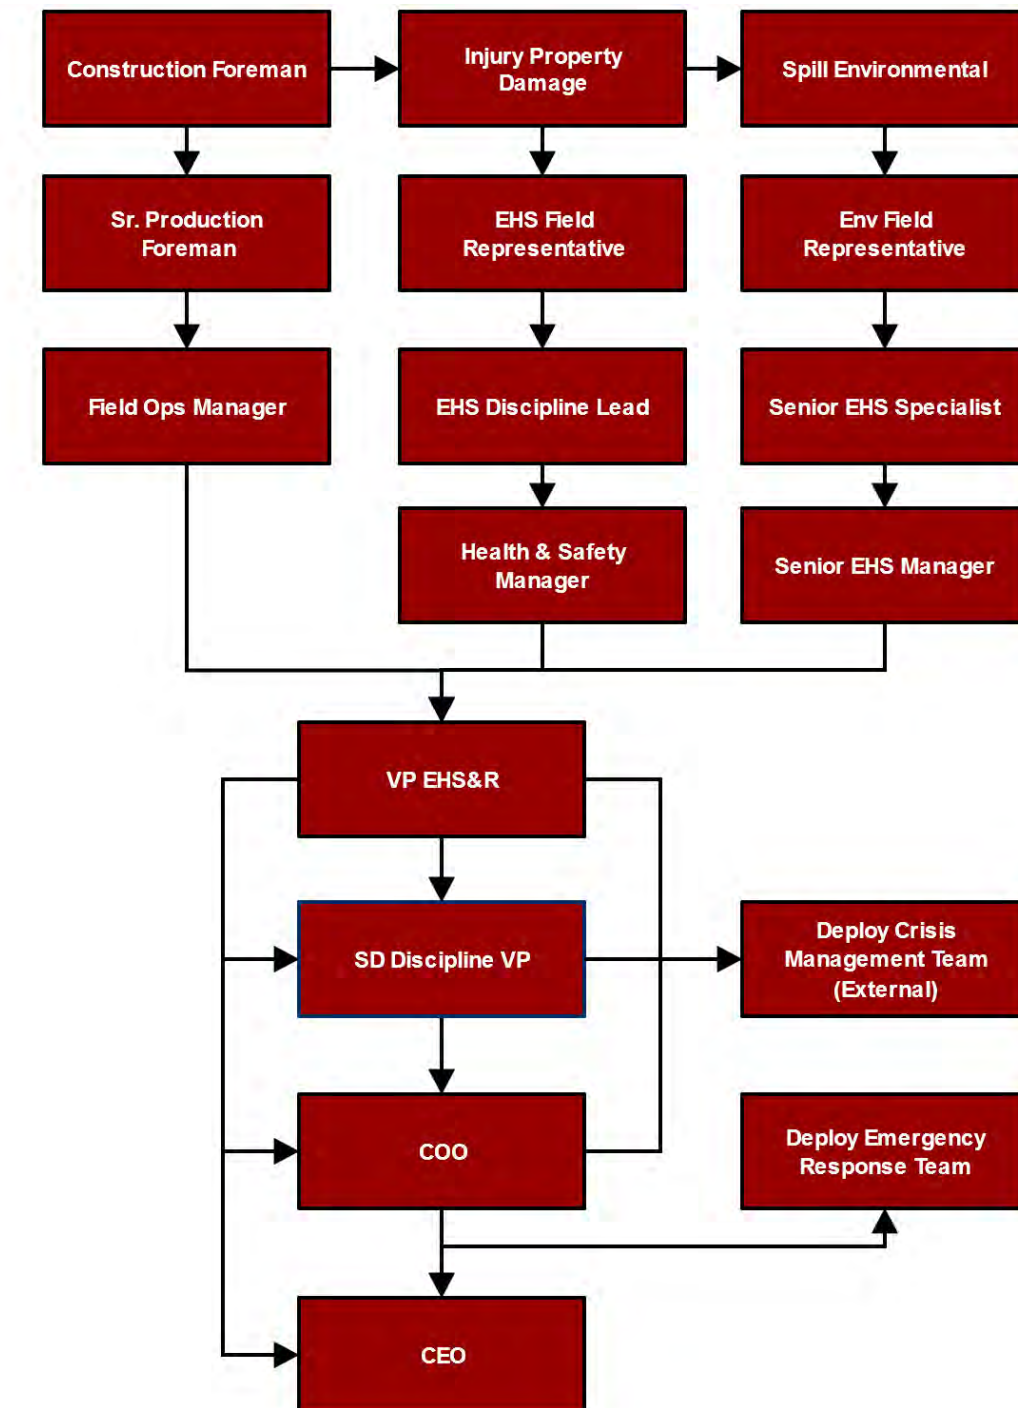 Construction Foreman
Injury Property
Damage
Spill Environmental
Sr. Production
Foreman
EHS Field
Representative
Env Field
Representative
Field Ops Manager
EHS Discipline Lead
Senior EHS Specialist
Health & Safety
Manager
Senior EHS Manager
VP EHS&R
SD Discipline VP
Deploy Crisis
Management Team
(External)
COO
Deploy Emergency
Response Team
CEO